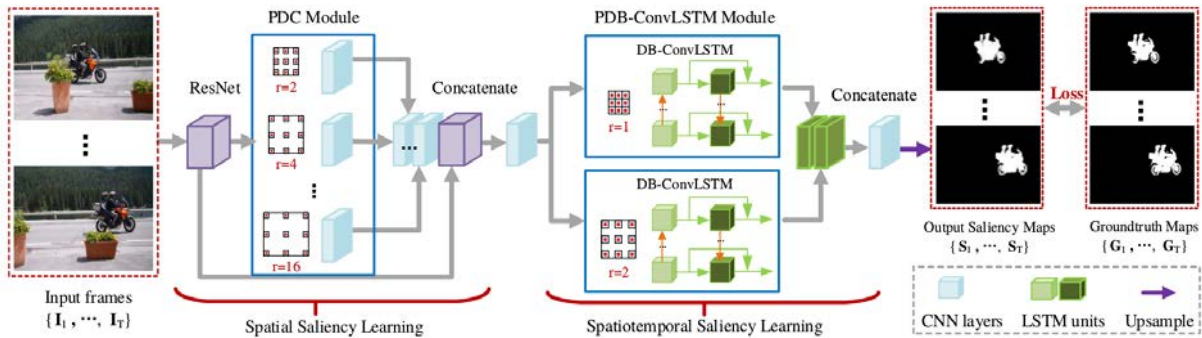 PDC Module
PDB-ConvLSTM Module
ResNet
r=2
r=4
r=16
Concatenate
DB-ConvLSTM
r=1
DB-ConvLSTM
r=2
Concatenate
Loss
Input frames
{ I1 , ···, IT }
Spatial Saliency Learning
Spatiotemporal Saliency Learning
Output Saliency Maps
{ S1 , ···, ST }
Groundtruth Maps
{ G1 , ···, GT }
CNN layers
LSTM units
Upsample